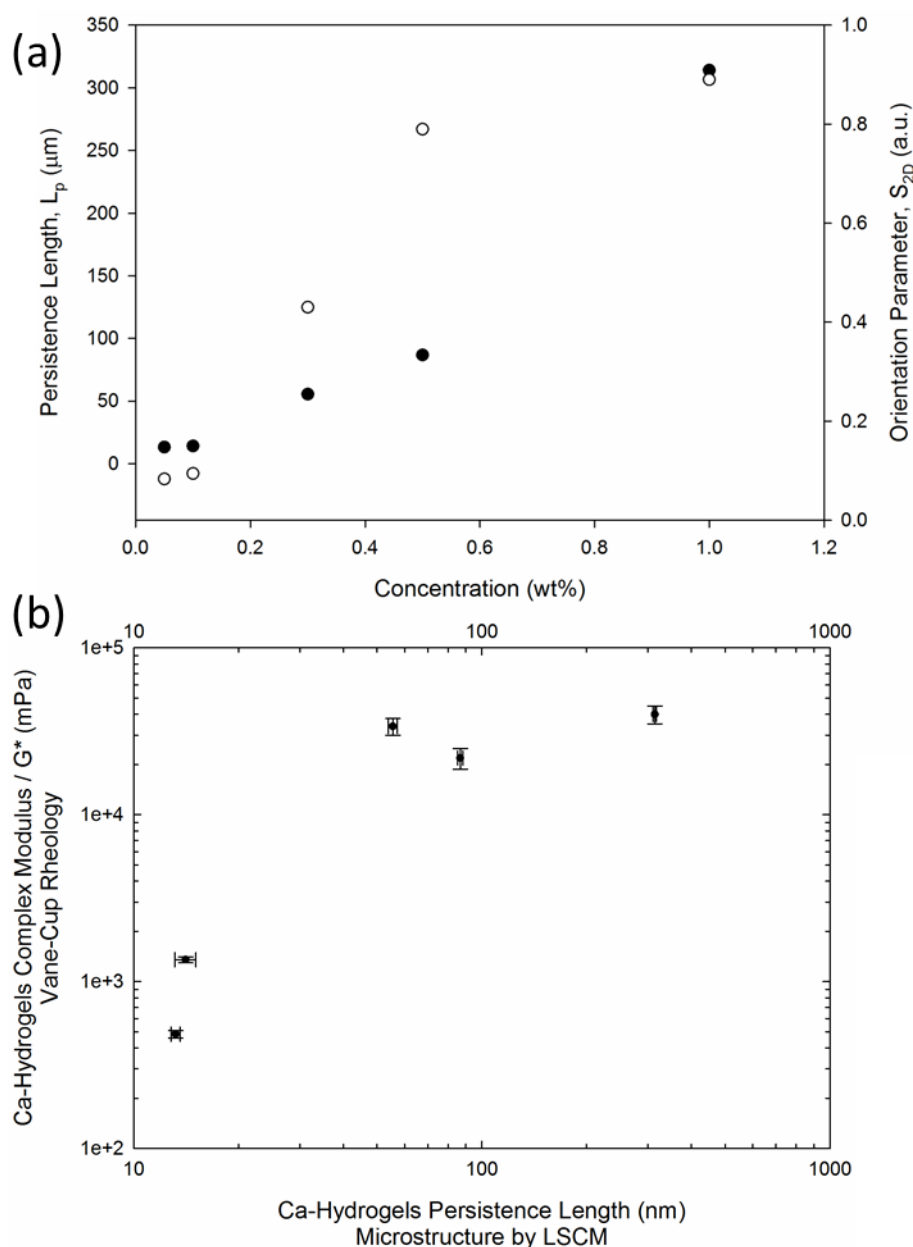 (a)
350
300
250
200
150
100
50
0
Persistence Length, Lp (μm)
1.0
0.8
0.6
0.4
0.2
0.0
Orientation Parameter, S2D (a.u.)
0.0 0.2 0.4 0.6 0.8 1.0 1.2
Concentration (wt%)
(b)
10 100 1000
1e+5
1e+4
1e+3
1e+2
Ca-Hydrogels Complex Modulus / G* (mPa)
Vane-Cup Rheology
10 100 1000
Ca-Hydrogels Persistence Length (nm)
Microstructure by LSCM